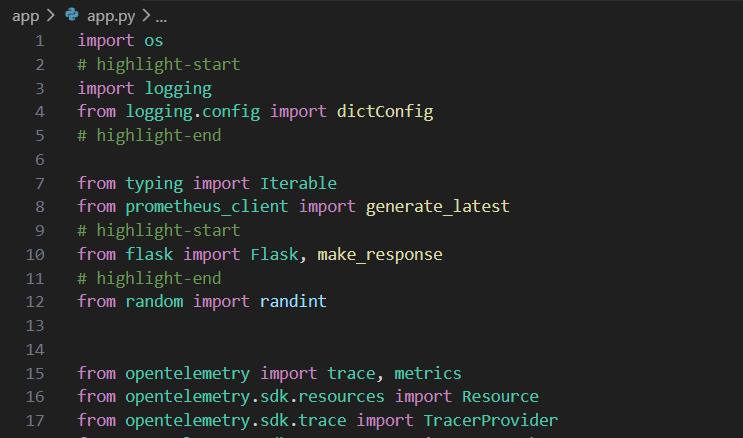 app > app.py > ...
1 import os
2 # highlight-start
3 import logging
4 from logging.config import dictConfig
5 # highlight-end
6
7 from typing import Iterable
8 from prometheus_client import generate_latest
9 # highlight-start
10 from flask import Flask, make_response
11 # highlight-end
12 from random import randint
13
14
15 from opentelemetry import trace, metrics
16 from opentelemetry.sdk.resources import Resource
17 from opentelemetry.sdk.trace import TracerProvider